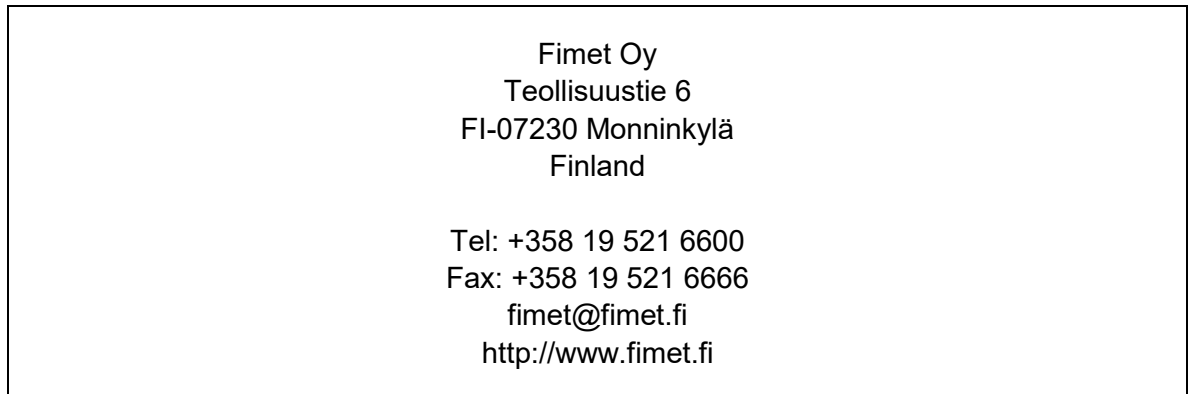 Fimet Oy
Teollisuustie 6
FI-07230 Monninkylä
Finland
Tel: +358 19 521 6600
Fax: +358 19 521 6666
fimet@fimet.fi
http://www.fimet.fi